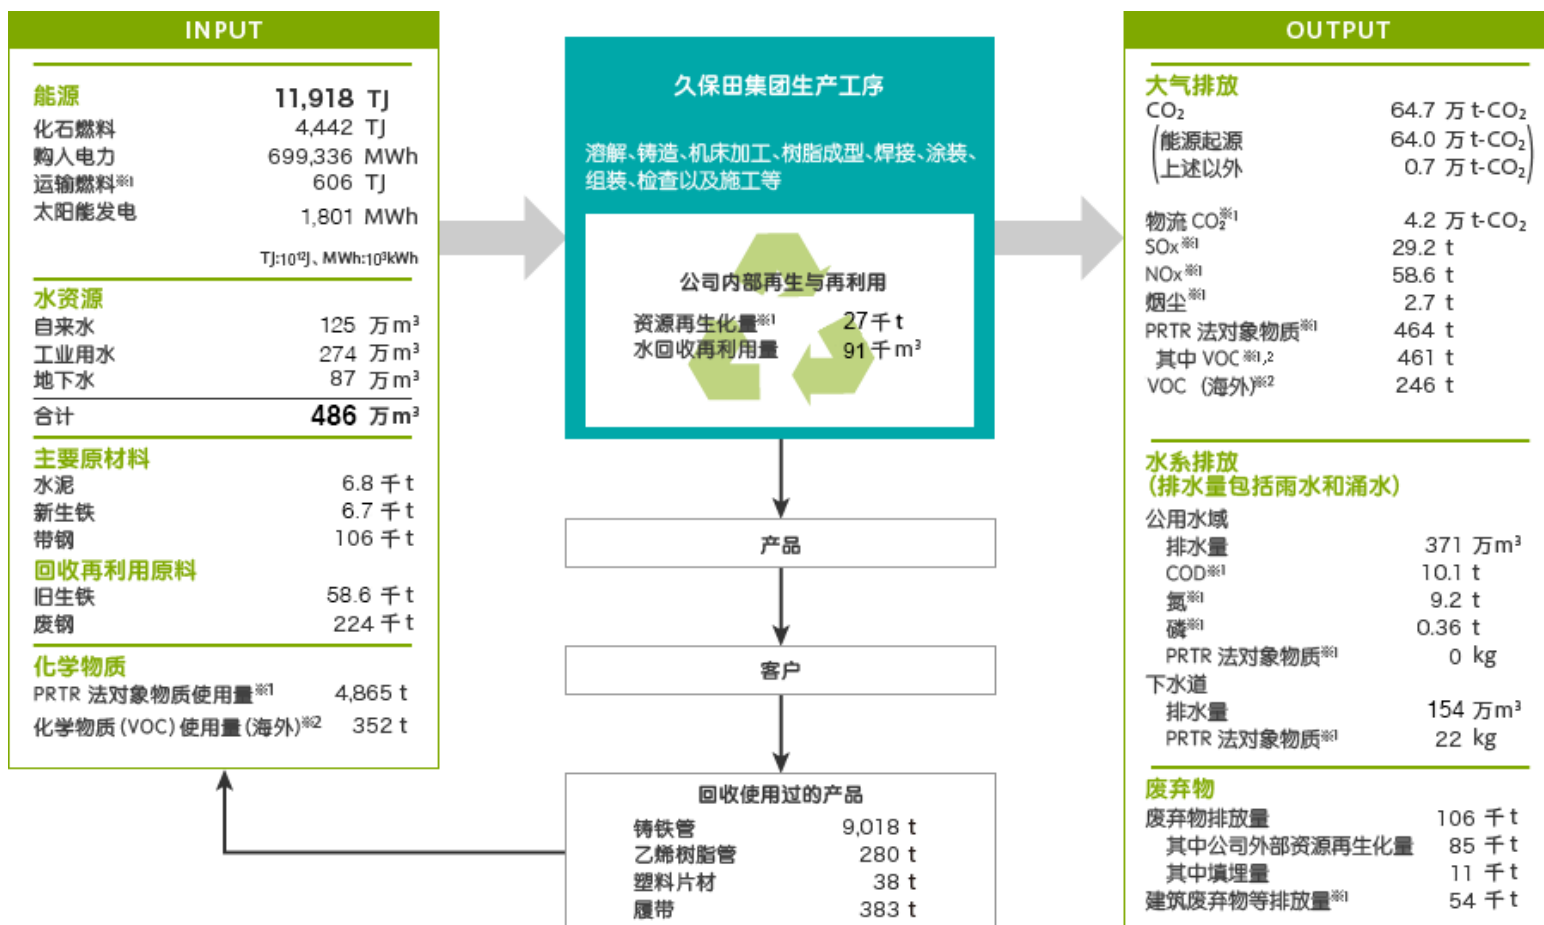 INPUT
能源 11,918 TJ
化石燃料 4,442 TJ
购入电力 699,336 MWh
运输燃料※1 606 TJ
太阳能发电 1,801 MWh
TJ:10¹²J、MWh:10³kWh
水资源
自来水 125 万m³
工业用水 274 万m³
地下水 87 万m³
合计 486 万m³
主要原材料
水泥 6.8 千t
新生铁 6.7 千t
带钢 106 千t
回收再利用原料
旧生铁 58.6 千t
废钢 224 千t
化学物质
PRTR 法对象物质使用量※1 4,865 t
化学物质(VOC)使用量(海外)※2 352 t
久保田集团生产工序
溶解、铸造、机床加工、树脂成型、焊接、涂装、
组装、检查以及施工等
公司内部再生与再利用
资源再生化量※1 27千t
水回收再利用量 91千m³
产品
客户
回收使用过的产品
铸铁管 9,018 t
乙烯树脂管 280 t
塑料片材 38 t
履带 383 t
OUTPUT
大气排放
CO₂ 64.7 万t-CO₂
(能源起源 64.0 万t-CO₂
上述以外 0.7 万t-CO₂)
物流CO₂※1 4.2 万t-CO₂
SOx※1 29.2 t
NOx※1 58.6 t
烟尘※1 2.7 t
PRTR 法对象物质※1 464 t
其中 VOC※1,2 461 t
VOC (海外)※2 246 t
水系排放
(排水量包括雨水和涌水)
公用水域
排水量 371 万m³
COD※1 10.1 t
氮※1 9.2 t
磷※1 0.36 t
PRTR 法对象物质※1 0 kg
下水道
排水量 154 万m³
PRTR 法对象物质※1 22 kg
废弃物
废弃物排放量 106 千t
其中公司外部资源再生化量 85 千t
其中填埋量 11 千t
建筑废弃物等排放量※1 54 千t